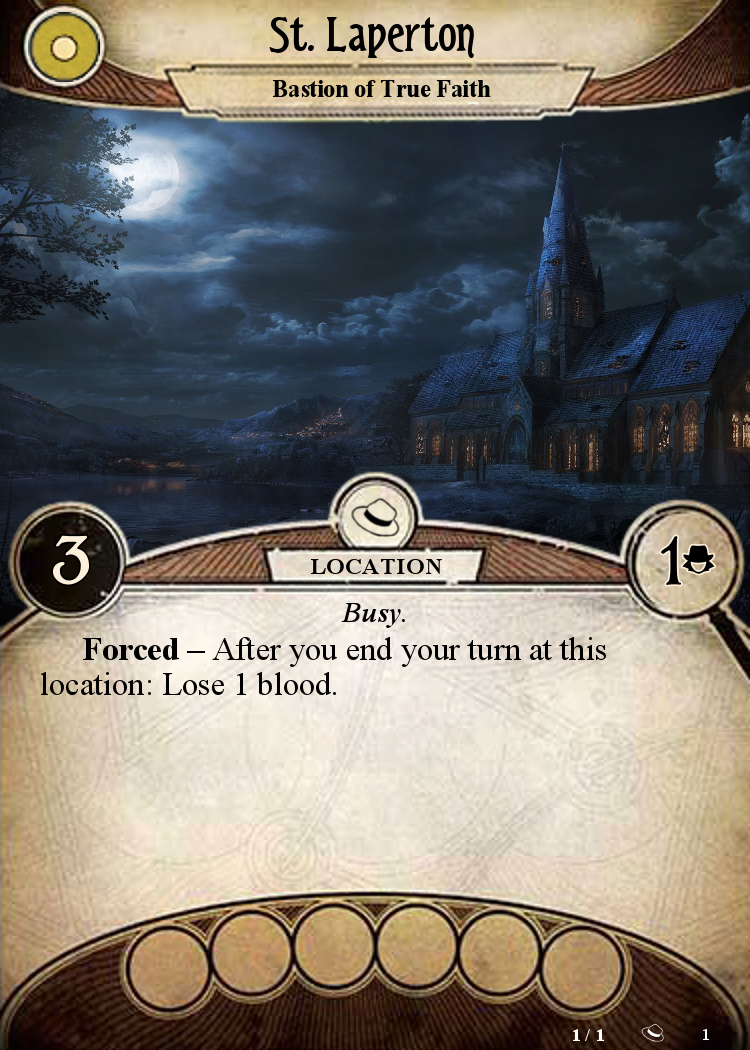 St. Laperton
Bastion of True Faith
3
LOCATION
1
Busy.
Forced – After you end your turn at this
location: Lose 1 blood.
1 / 1
1